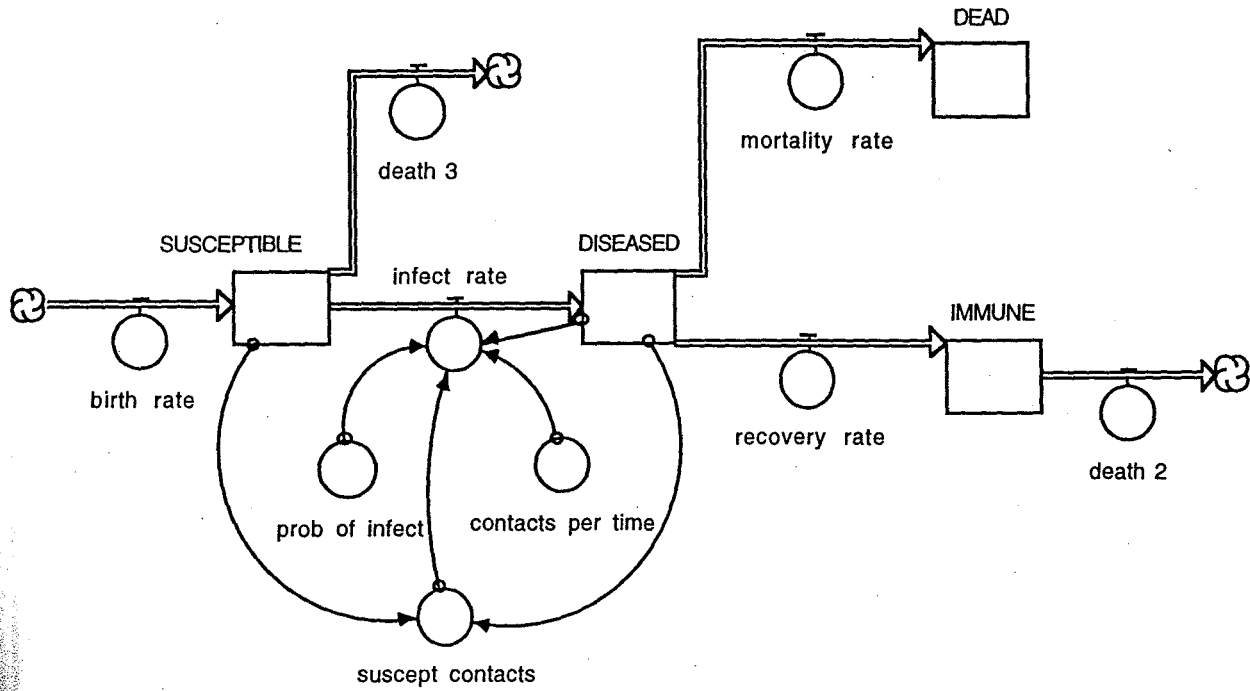 DEAD
mortality rate
death 3
SUSCEPTIBLE
DISEASED
infect rate
IMMUNE
birth rate
recovery rate
death 2
prob of infect
contacts per time
suscept contacts